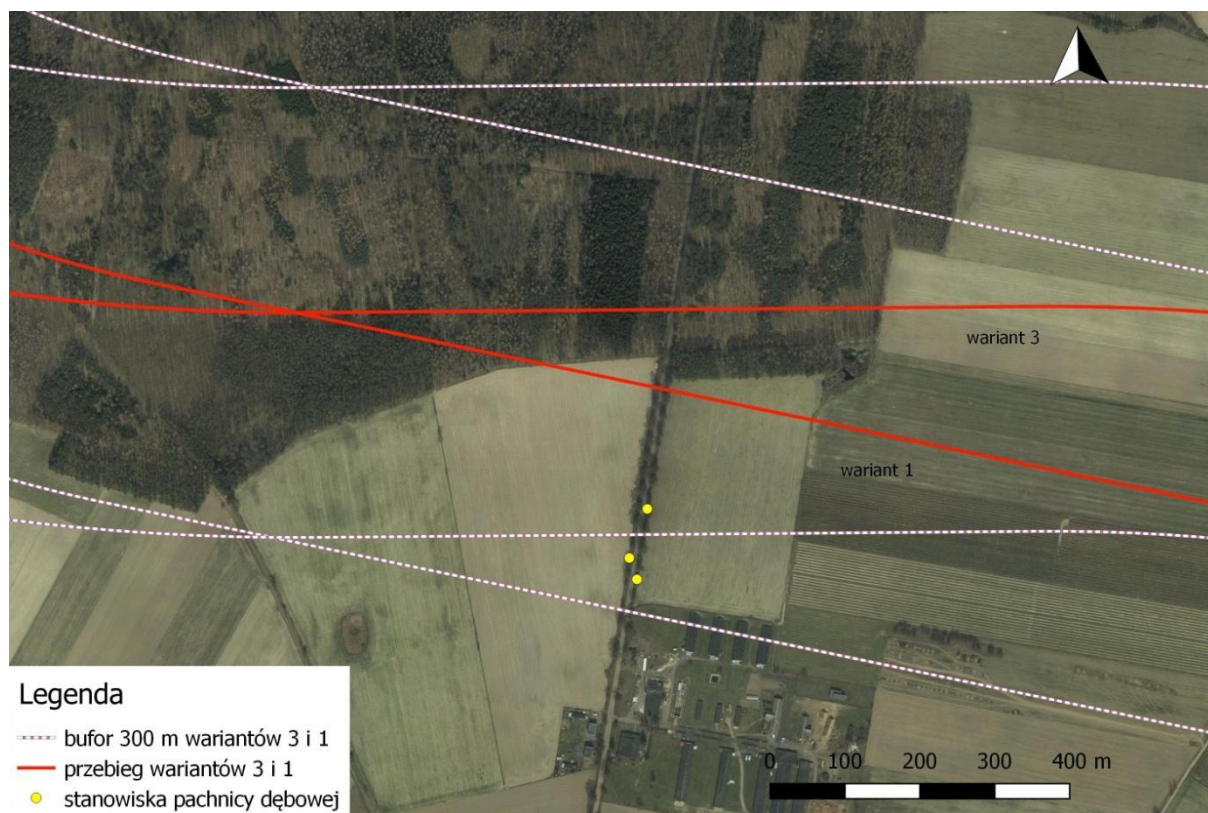 wariant 3
wariant 1
Legenda
bufor 300 m wariantów 3 i 1
przebieg wariantów 3 i 1
stanowiska pachnicy dębowej
0 100 200 300 400 m